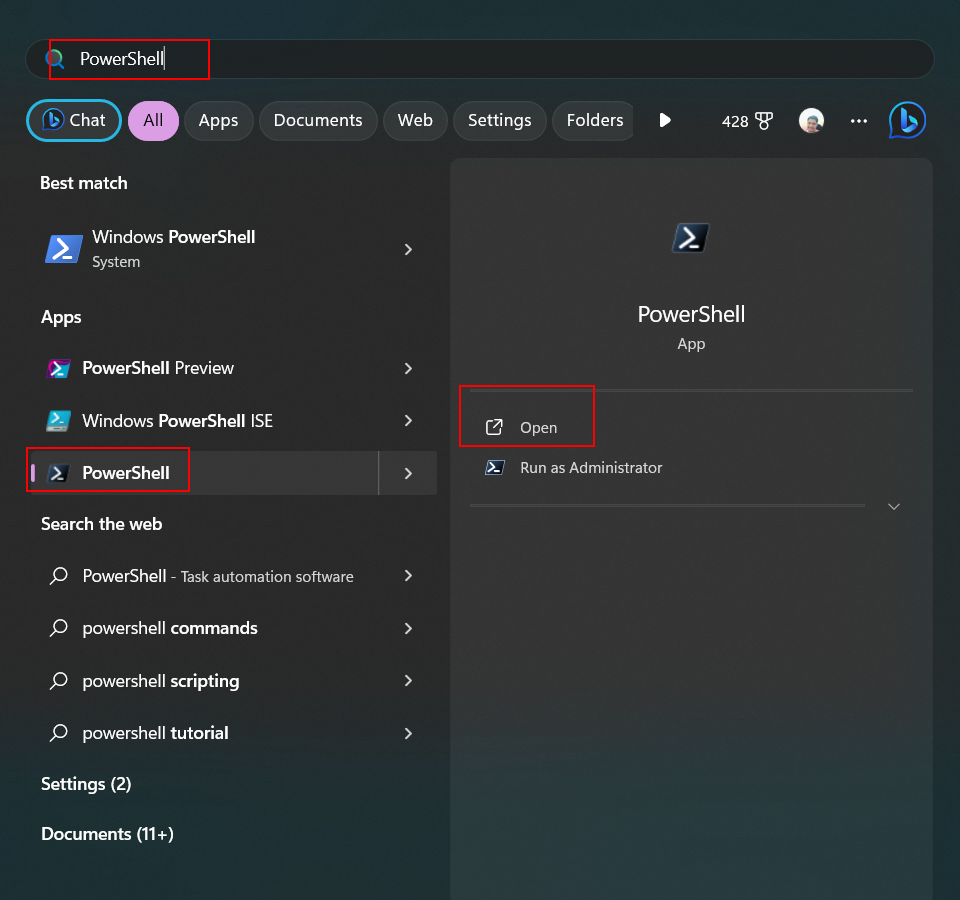 PowerShell
Chat All Apps Documents Web Settings Folders 428
Best match
Windows PowerShell
System
Apps
PowerShell Preview
Windows PowerShell ISE
PowerShell
Search the web
PowerShell - Task automation software
powershell commands
powershell scripting
powershell tutorial
Settings (2)
Documents (11+)
PowerShell
App
Open
Run as Administrator